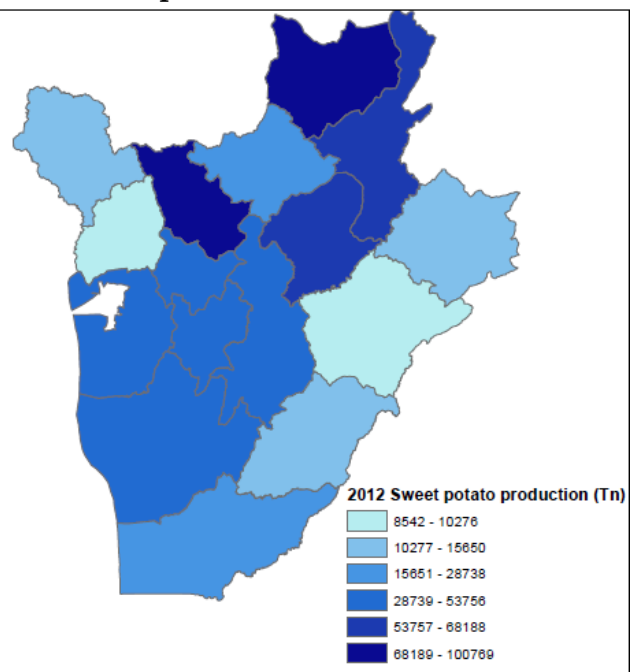 2012 Sweet potato production (Tn)
8542 - 10276
10277 - 15650
15651 - 28738
28739 - 53756
53757 - 68188
68189 - 100769